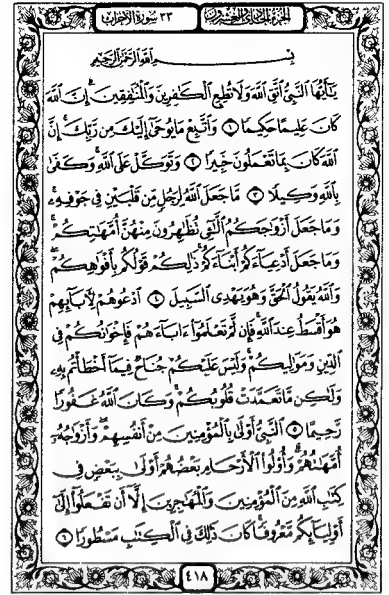 الجزء الحادي والعشرون ٣٣ سورة الأحزاب
بِسْمِ اللَّهِ الرَّحْمَٰنِ الرَّحِيمِ
يَٰٓأَيُّهَا ٱلنَّبِىُّ ٱتَّقِ ٱللَّهَ وَلَا تُطِعِ ٱلْكَٰفِرِينَ وَٱلْمُنَٰفِقِينَ إِنَّ ٱللَّهَ
كَانَ عَلِيمًا حَكِيمًا ١ وَٱتَّبِعْ مَا يُوحَىٰٓ إِلَيْكَ مِن رَّبِّكَ إِنَّ
ٱللَّهَ كَانَ بِمَا تَعْمَلُونَ خَبِيرًا ٢ وَتَوَكَّلْ عَلَى ٱللَّهِ وَكَفَىٰ
بِٱللَّهِ وَكِيلًا ٣ مَّا جَعَلَ ٱللَّهُ لِرَجُلٍ مِّن قَلْبَيْنِ فِى جَوْفِهِۦ
وَمَا جَعَلَ أَزْوَٰجَكُمُ ٱلَّٰٓـِٔى تُظَٰهِرُونَ مِنْهُنَّ أُمَّهَٰتِكُمْ
وَمَا جَعَلَ أَدْعِيَآءَكُمْ أَبْنَآءَكُمْ ذَٰلِكُمْ قَوْلُكُم بِأَفْوَٰهِكُمْ
وَٱللَّهُ يَقُولُ ٱلْحَقَّ وَهُوَ يَهْدِى ٱلسَّبِيلَ ٤ ٱدْعُوهُمْ لِءَابَآئِهِمْ
هُوَ أَقْسَطُ عِندَ ٱللَّهِ فَإِن لَّمْ تَعْلَمُوٓا۟ ءَابَآءَهُمْ فَإِخْوَٰنُكُمْ فِى
ٱلدِّينِ وَمَوَٰلِيكُمْ وَلَيْسَ عَلَيْكُمْ جُنَاحٌ فِيمَآ أَخْطَأْتُم بِهِۦ
وَلَٰكِن مَّا تَعَمَّدَتْ قُلُوبُكُمْ وَكَانَ ٱللَّهُ غَفُورًا
رَّحِيمًا ٥ ٱلنَّبِىُّ أَوْلَىٰ بِٱلْمُؤْمِنِينَ مِنْ أَنفُسِهِمْ وَأَزْوَٰجُهُۥٓ
أُمَّهَٰتُهُمْ وَأُو۟لُوا۟ ٱلْأَرْحَامِ بَعْضُهُمْ أَوْلَىٰ بِبَعْضٍ فِى
كِتَٰبِ ٱللَّهِ مِنَ ٱلْمُؤْمِنِينَ وَٱلْمُهَٰجِرِينَ إِلَّآ أَن تَفْعَلُوٓا۟ إِلَىٰٓ
أَوْلِيَآئِكُم مَّعْرُوفًا كَانَ ذَٰلِكَ فِى ٱلْكِتَٰبِ مَسْطُورًا ٦
٤١٨